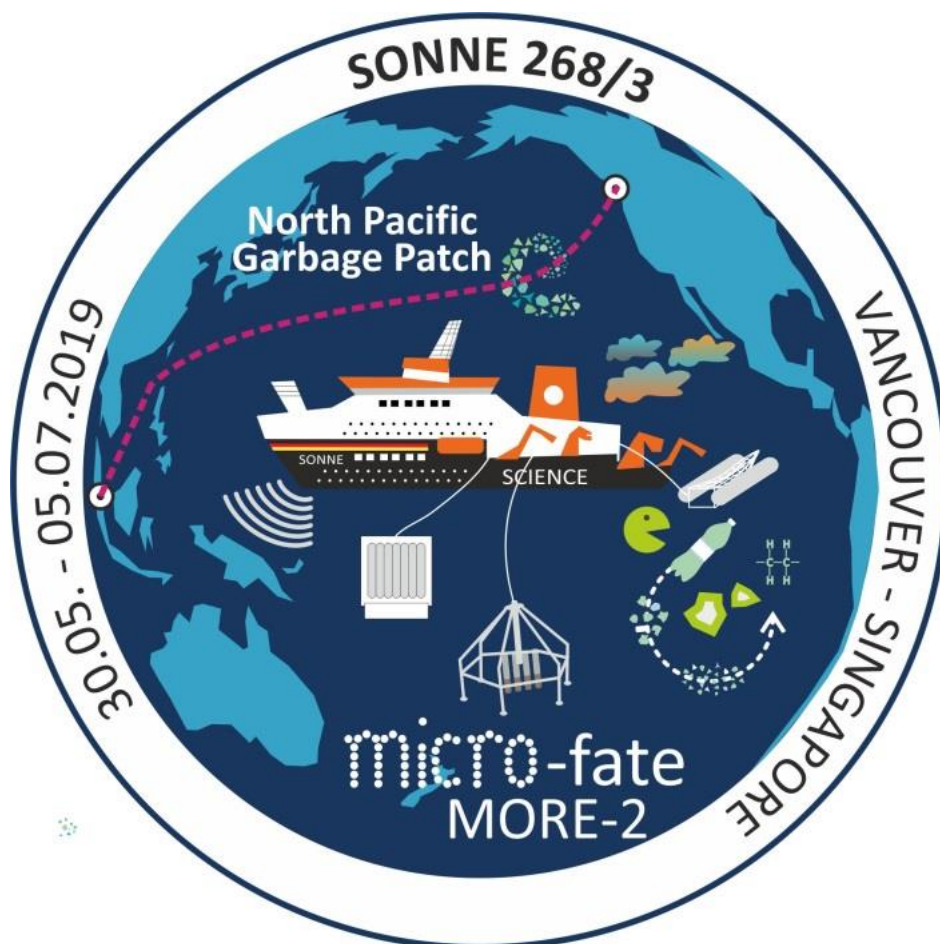 SONNE 268/3
North Pacific
Garbage Patch
30.05. - 05.07.2019
VANCOUVER - SINGAPORE
SONNE
SCIENCE
H H
-C-C-
H H
micro-fate
MORE-2